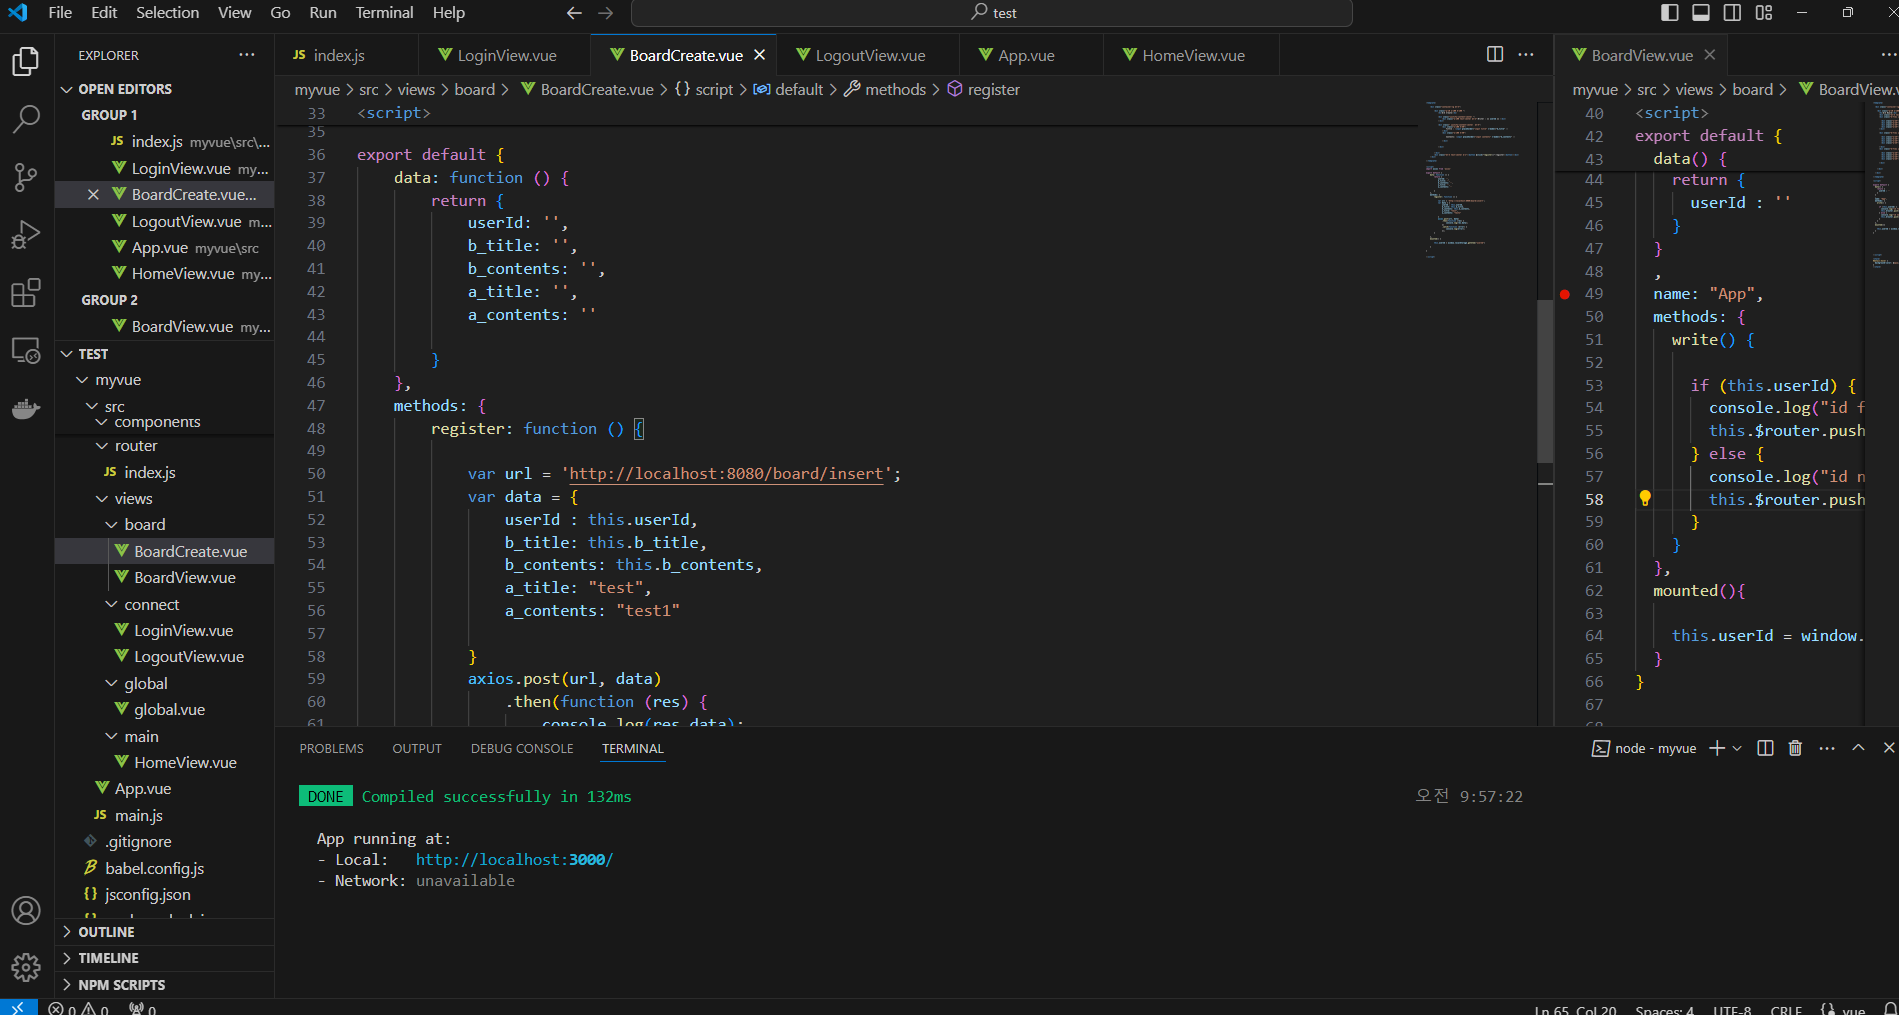 File Edit Selection View Go Run Terminal Help
test
EXPLORER
OPEN EDITORS
GROUP 1
JS index.js myvue\src\...
LoginView.vue my...
BoardCreate.vue...
LogoutView.vue m...
App.vue myvue\src
HomeView.vue my...
GROUP 2
BoardView.vue my...
TEST
myvue
src
components
router
JS index.js
views
board
BoardCreate.vue
BoardView.vue
connect
LoginView.vue
LogoutView.vue
global
global.vue
main
HomeView.vue
App.vue
JS main.js
.gitignore
babel.config.js
jsconfig.json
OUTLINE
TIMELINE
NPM SCRIPTS
JS index.js LoginView.vue BoardCreate.vue LogoutView.vue App.vue HomeView.vue
myvue > src > views > board > BoardCreate.vue > {} script > default > methods > register
33 <script>
35
36 export default {
37 data: function () {
38 return {
39 userId: '',
40 b_title: '',
41 b_contents: '',
42 a_title: '',
43 a_contents: ''
44
45 }
46 },
47 methods: {
48 register: function () {
49
50 var url = 'http://localhost:8080/board/insert';
51 var data = {
52 userId : this.userId,
53 b_title: this.b_title,
54 b_contents: this.b_contents,
55 a_title: "test",
56 a_contents: "test1"
57
58 }
59 axios.post(url, data)
60 .then(function (res) {
61 console.log(res.data);
BoardView.vue
myvue > src > views > board > BoardView.v
40 <script>
42 export default {
43 data() {
44 return {
45 userId : ''
46 }
47 }
48 ,
49 name: "App",
50 methods: {
51 write() {
52
53 if (this.userId) {
54 console.log("id f
55 this.$router.push
56 } else {
57 console.log("id n
58 this.$router.push
59 }
60 }
61 },
62 mounted(){
63
64 this.userId = window.
65 }
66 }
67
68
PROBLEMS OUTPUT DEBUG CONSOLE TERMINAL
node - myvue
DONE Compiled successfully in 132ms 오전 9:57:22
App running at:
- Local: http://localhost:3000/
- Network: unavailable
0 0 0
Ln 65, Col 20 Spaces: 4 UTF-8 CRLF vue